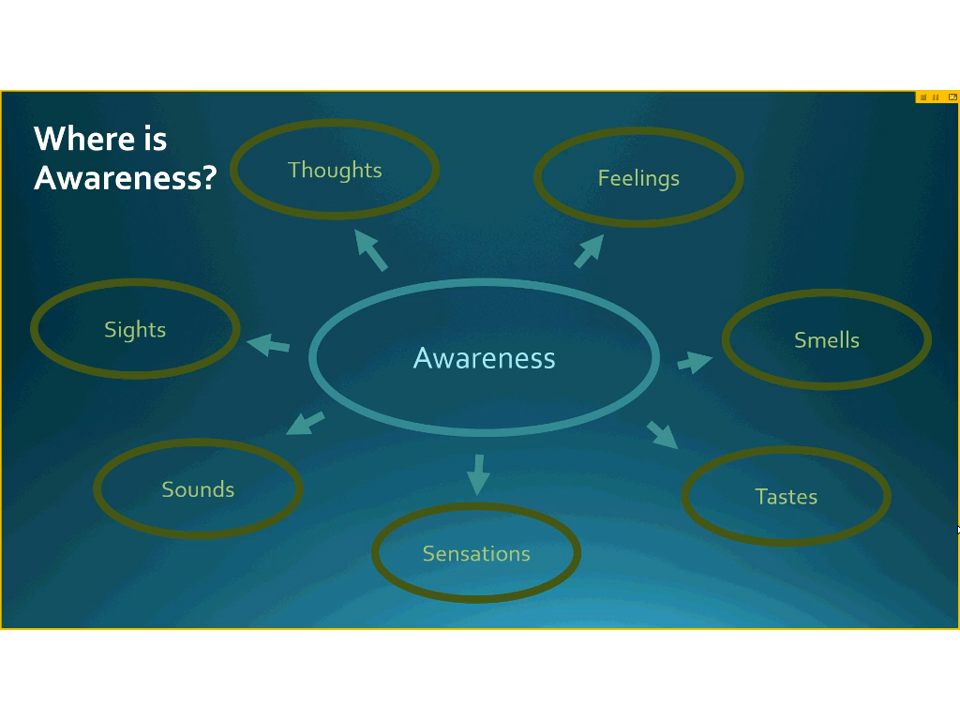 Where is
Awareness?
Thoughts
Feelings
Sights
Awareness
Smells
Sounds
Tastes
Sensations